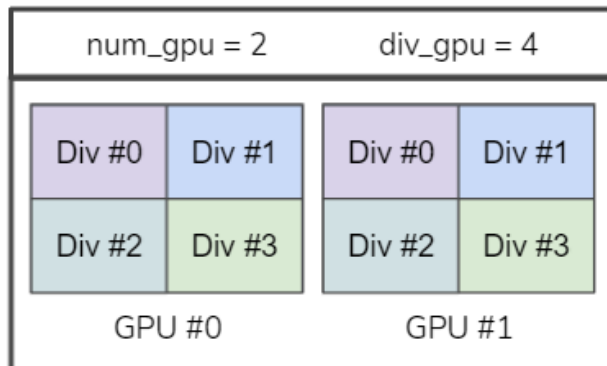 num_gpu = 2 div_gpu = 4
Div #0 Div #1 Div #0 Div #1
Div #2 Div #3 Div #2 Div #3
GPU #0 GPU #1